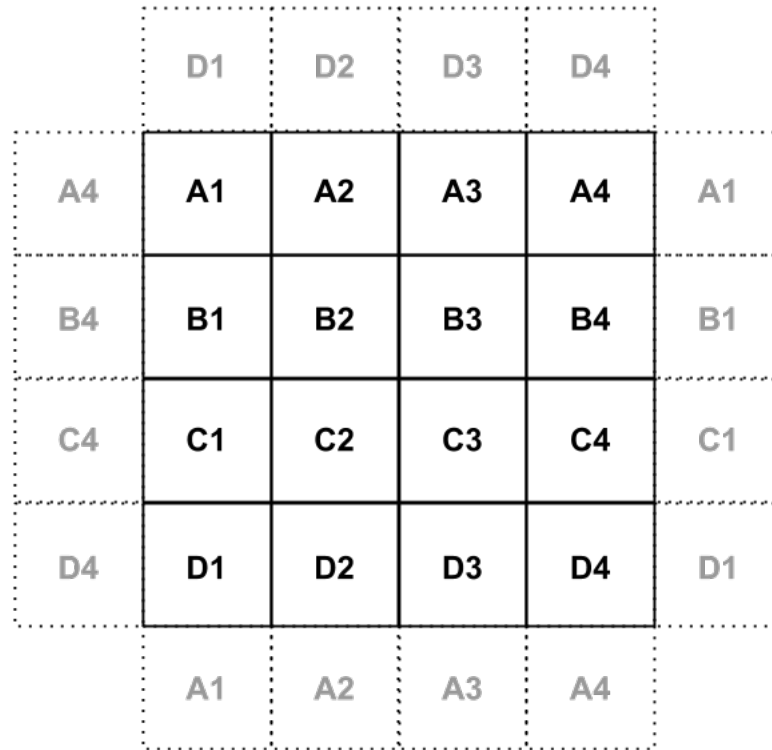 D1 D2 D3 D4
A4 A1 A2 A3 A4 A1
B4 B1 B2 B3 B4 B1
C4 C1 C2 C3 C4 C1
D4 D1 D2 D3 D4 D1
A1 A2 A3 A4